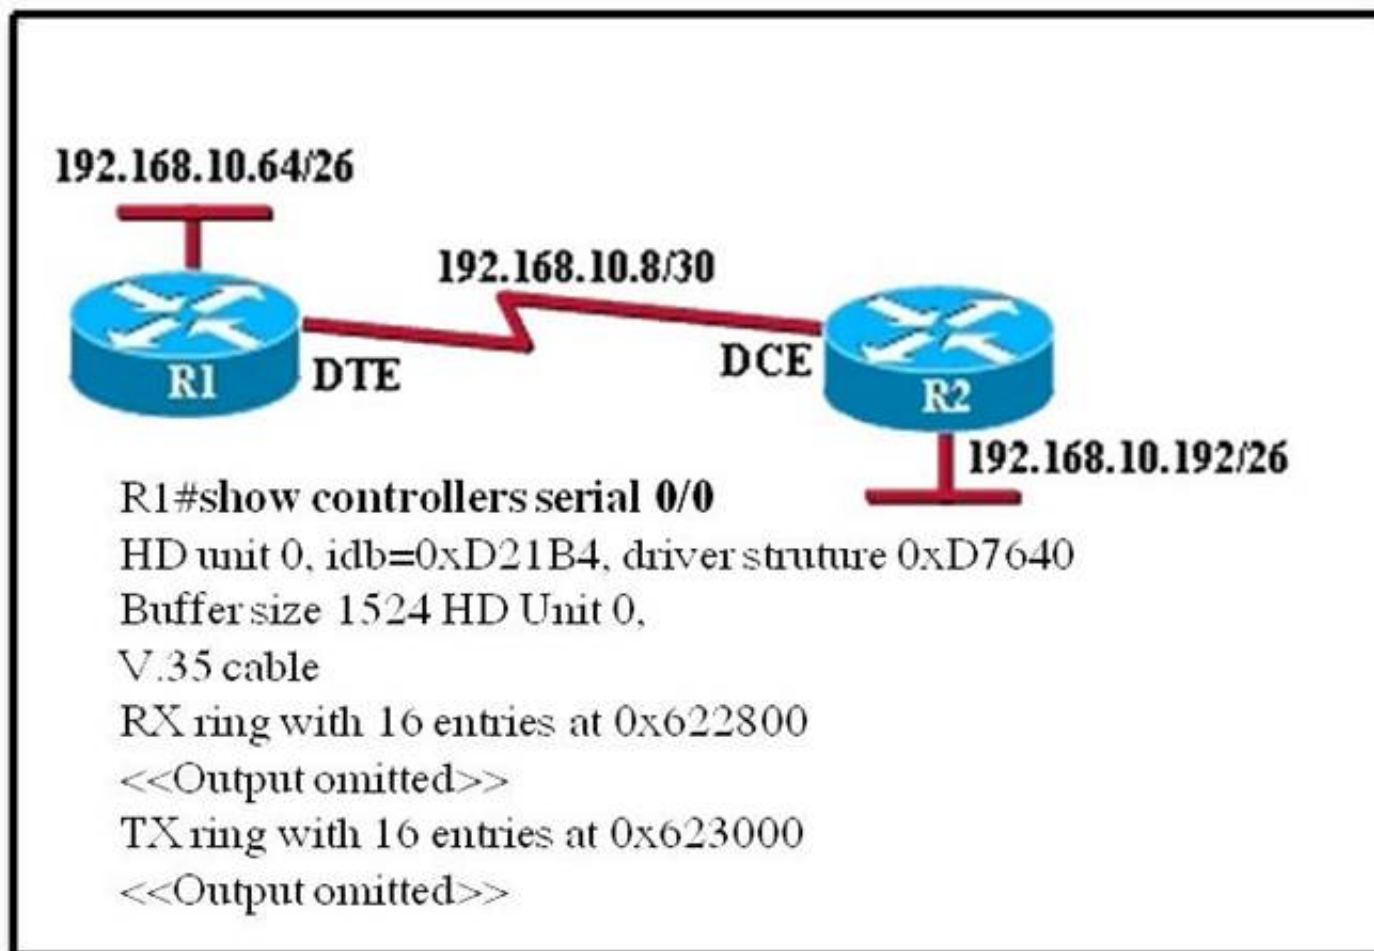 192.168.10.64/26
192.168.10.8/30
R1
DTE
DCE
R2
192.168.10.192/26
R1#show controllers serial 0/0
HD unit 0, idb=0xD21B4, driver struture 0xD7640
Buffer size 1524 HD Unit 0,
V.35 cable
RX ring with 16 entries at 0x622800
<<Output omitted>>
TX ring with 16 entries at 0x623000
<<Output omitted>>